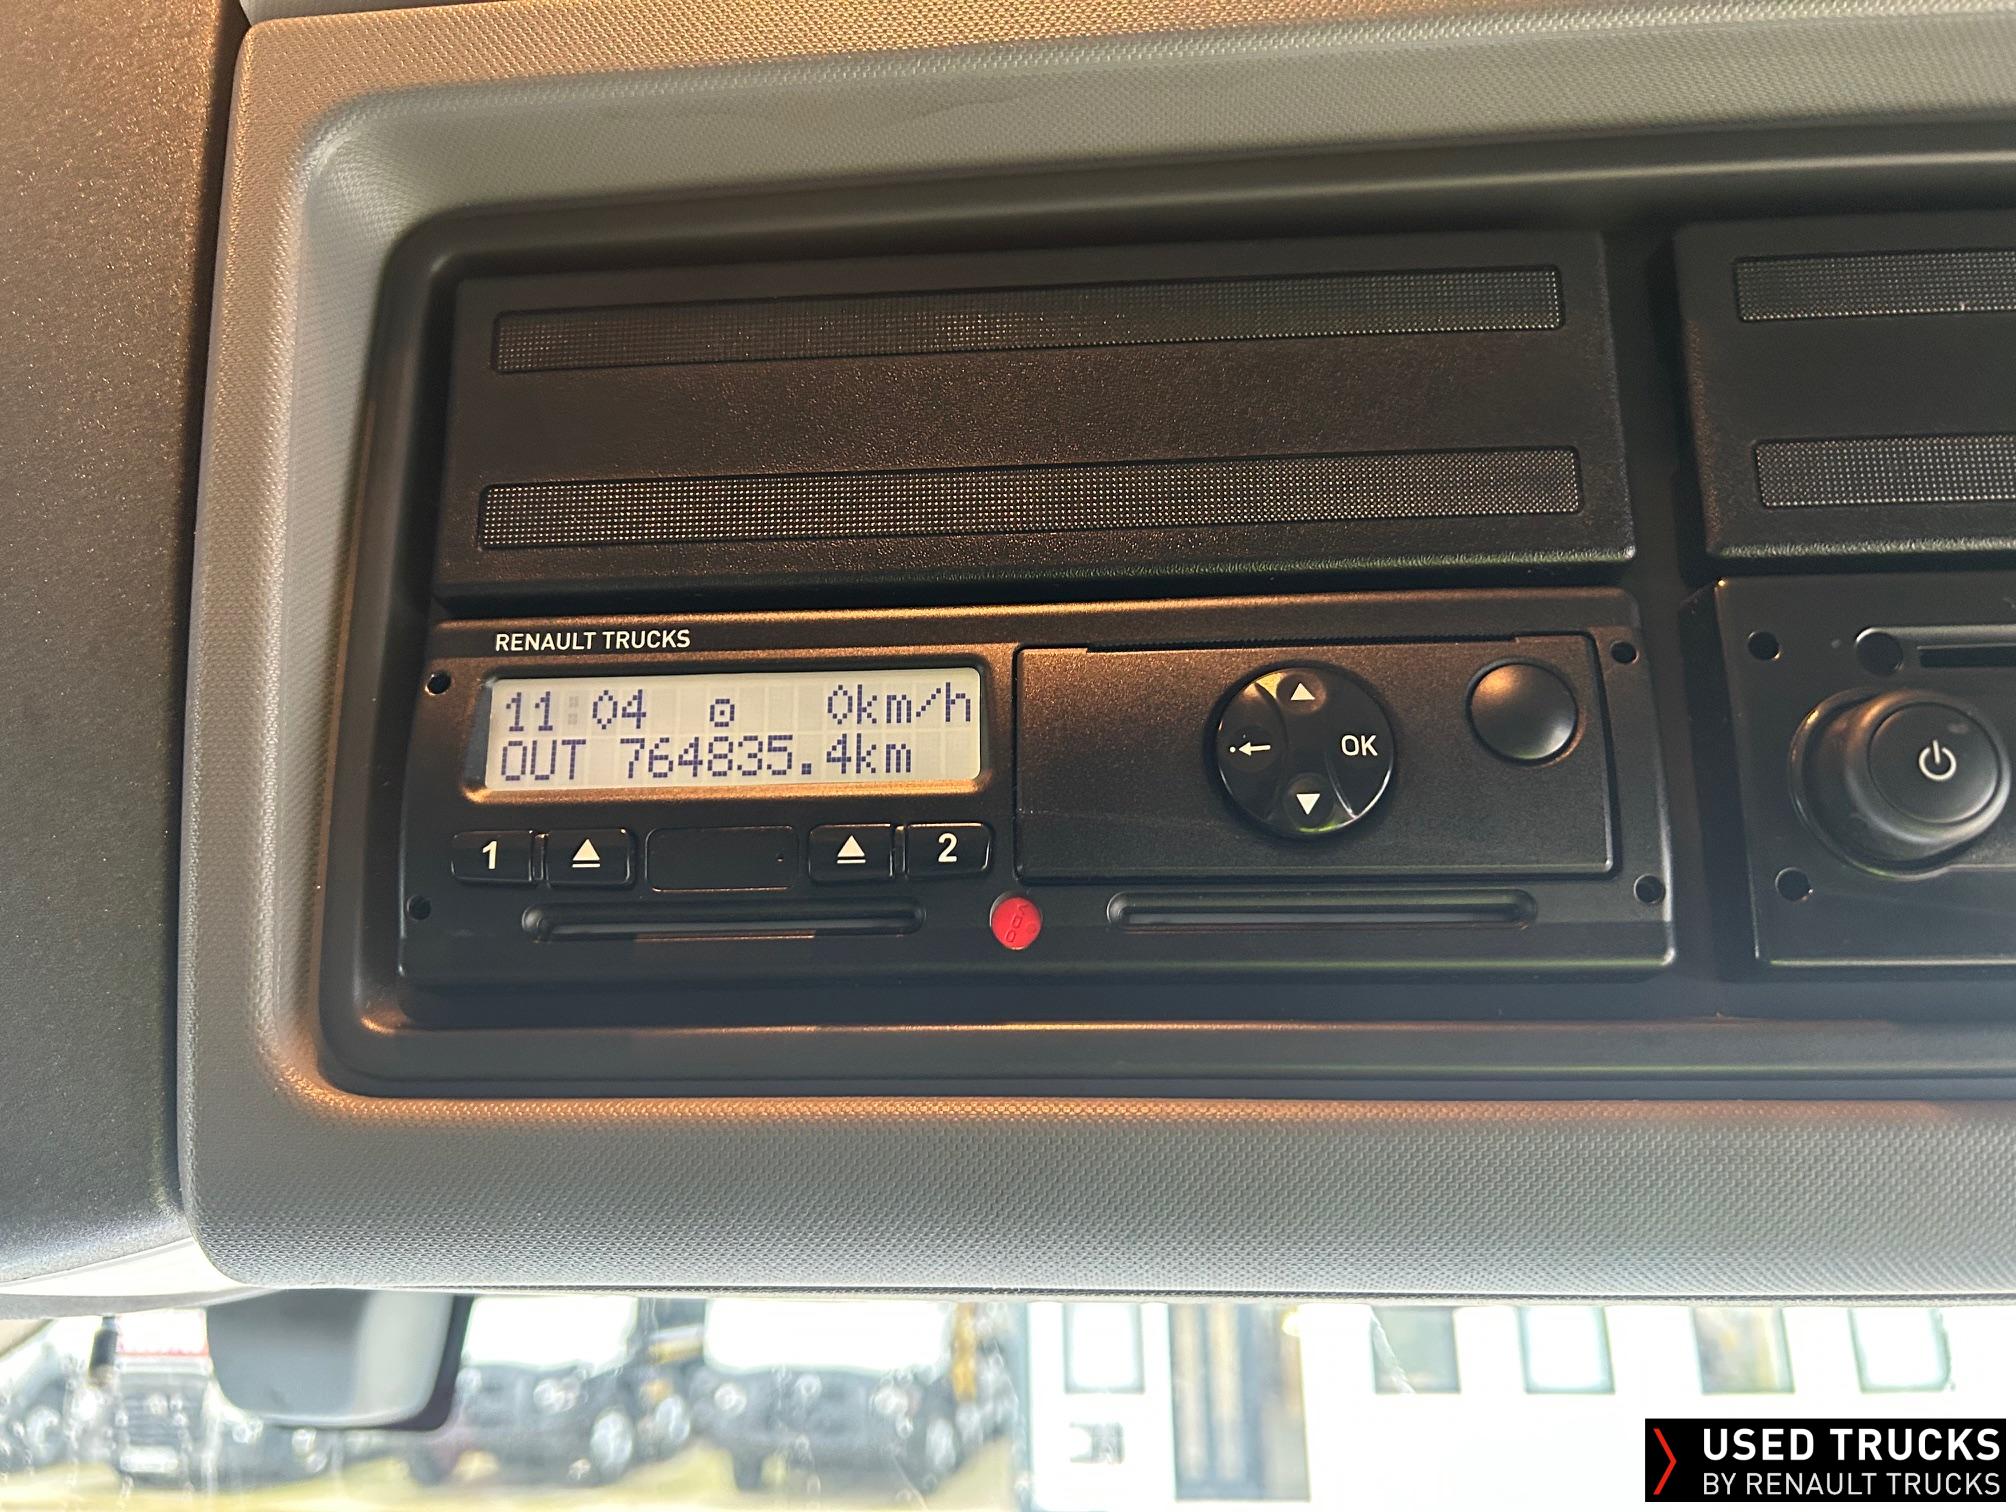 RENAULT TRUCKS
11:04 0km/h
OUT 764835.4km
OK
1
2
USED TRUCKS
BY RENAULT TRUCKS